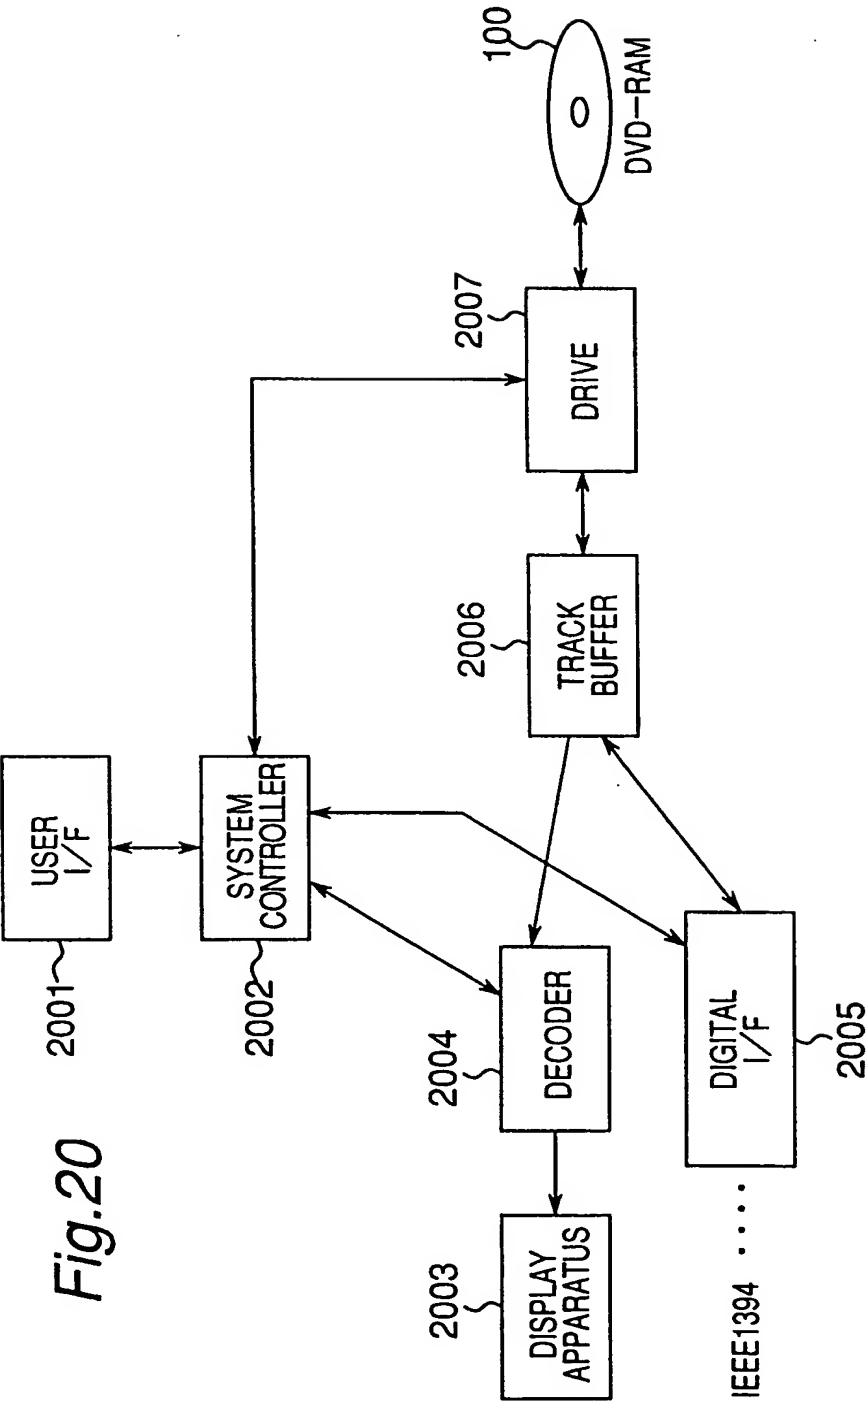 Fig.20
2001
USER
I/F
2002
SYSTEM
CONTROLLER
2003
DISPLAY
APPARATUS
2004
DECODER
2006
TRACK
BUFFER
2007
DRIVE
100
DVD-RAM
IEEE1394 ....
DIGITAL
I/F
2005